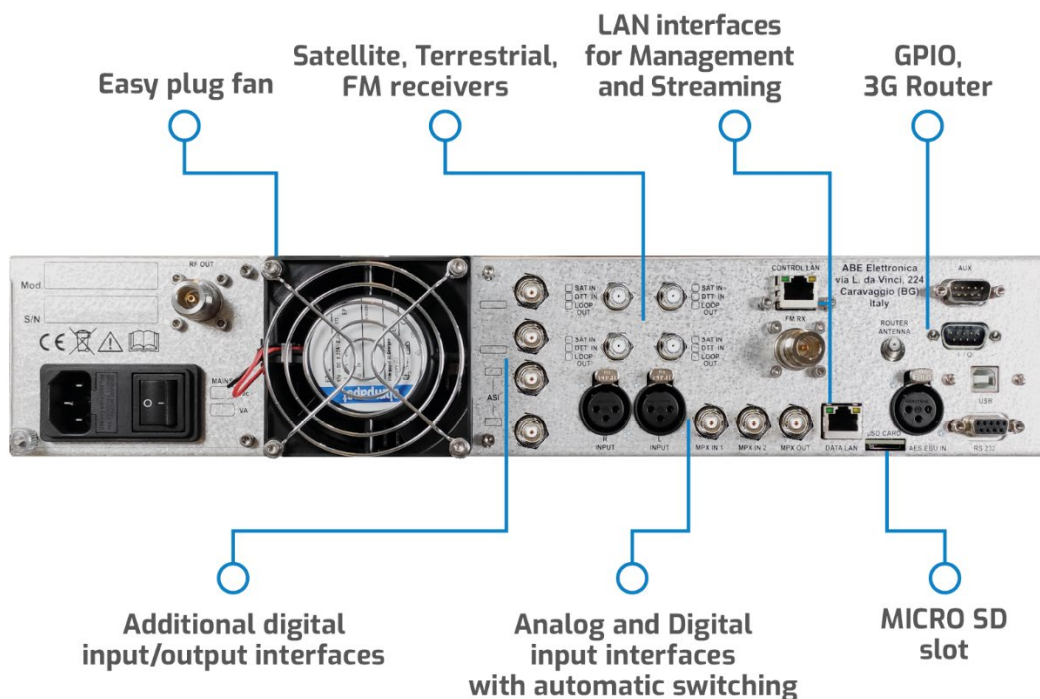 LAN interfaces
for Management
and Streaming
Satellite, Terrestrial,
FM receivers
GPIO,
3G Router
Easy plug fan
Mod.
S/N
RF OUT
MAINS
VA
ASI
SAT IN
DTT IN
LOOP
OUT
SAT IN
DTT IN
LOOP
OUT
SAT IN
DTT IN
LOOP
OUT
SAT IN
DTT IN
LOOP
OUT
R
INPUT
L
INPUT
MPX IN 1
MPX IN 2
MPX OUT
CONTROL LAN
FM RX
DATA LAN
ABE Elettronica
via L. da Vinci, 224
Caravaggio (BG)
Italy
ROUTER
ANTENNA
AUX
USB
AES EBU IN
RS 232
Additional digital
input/output interfaces
Analog and Digital
input interfaces
with automatic switching
MICRO SD
slot